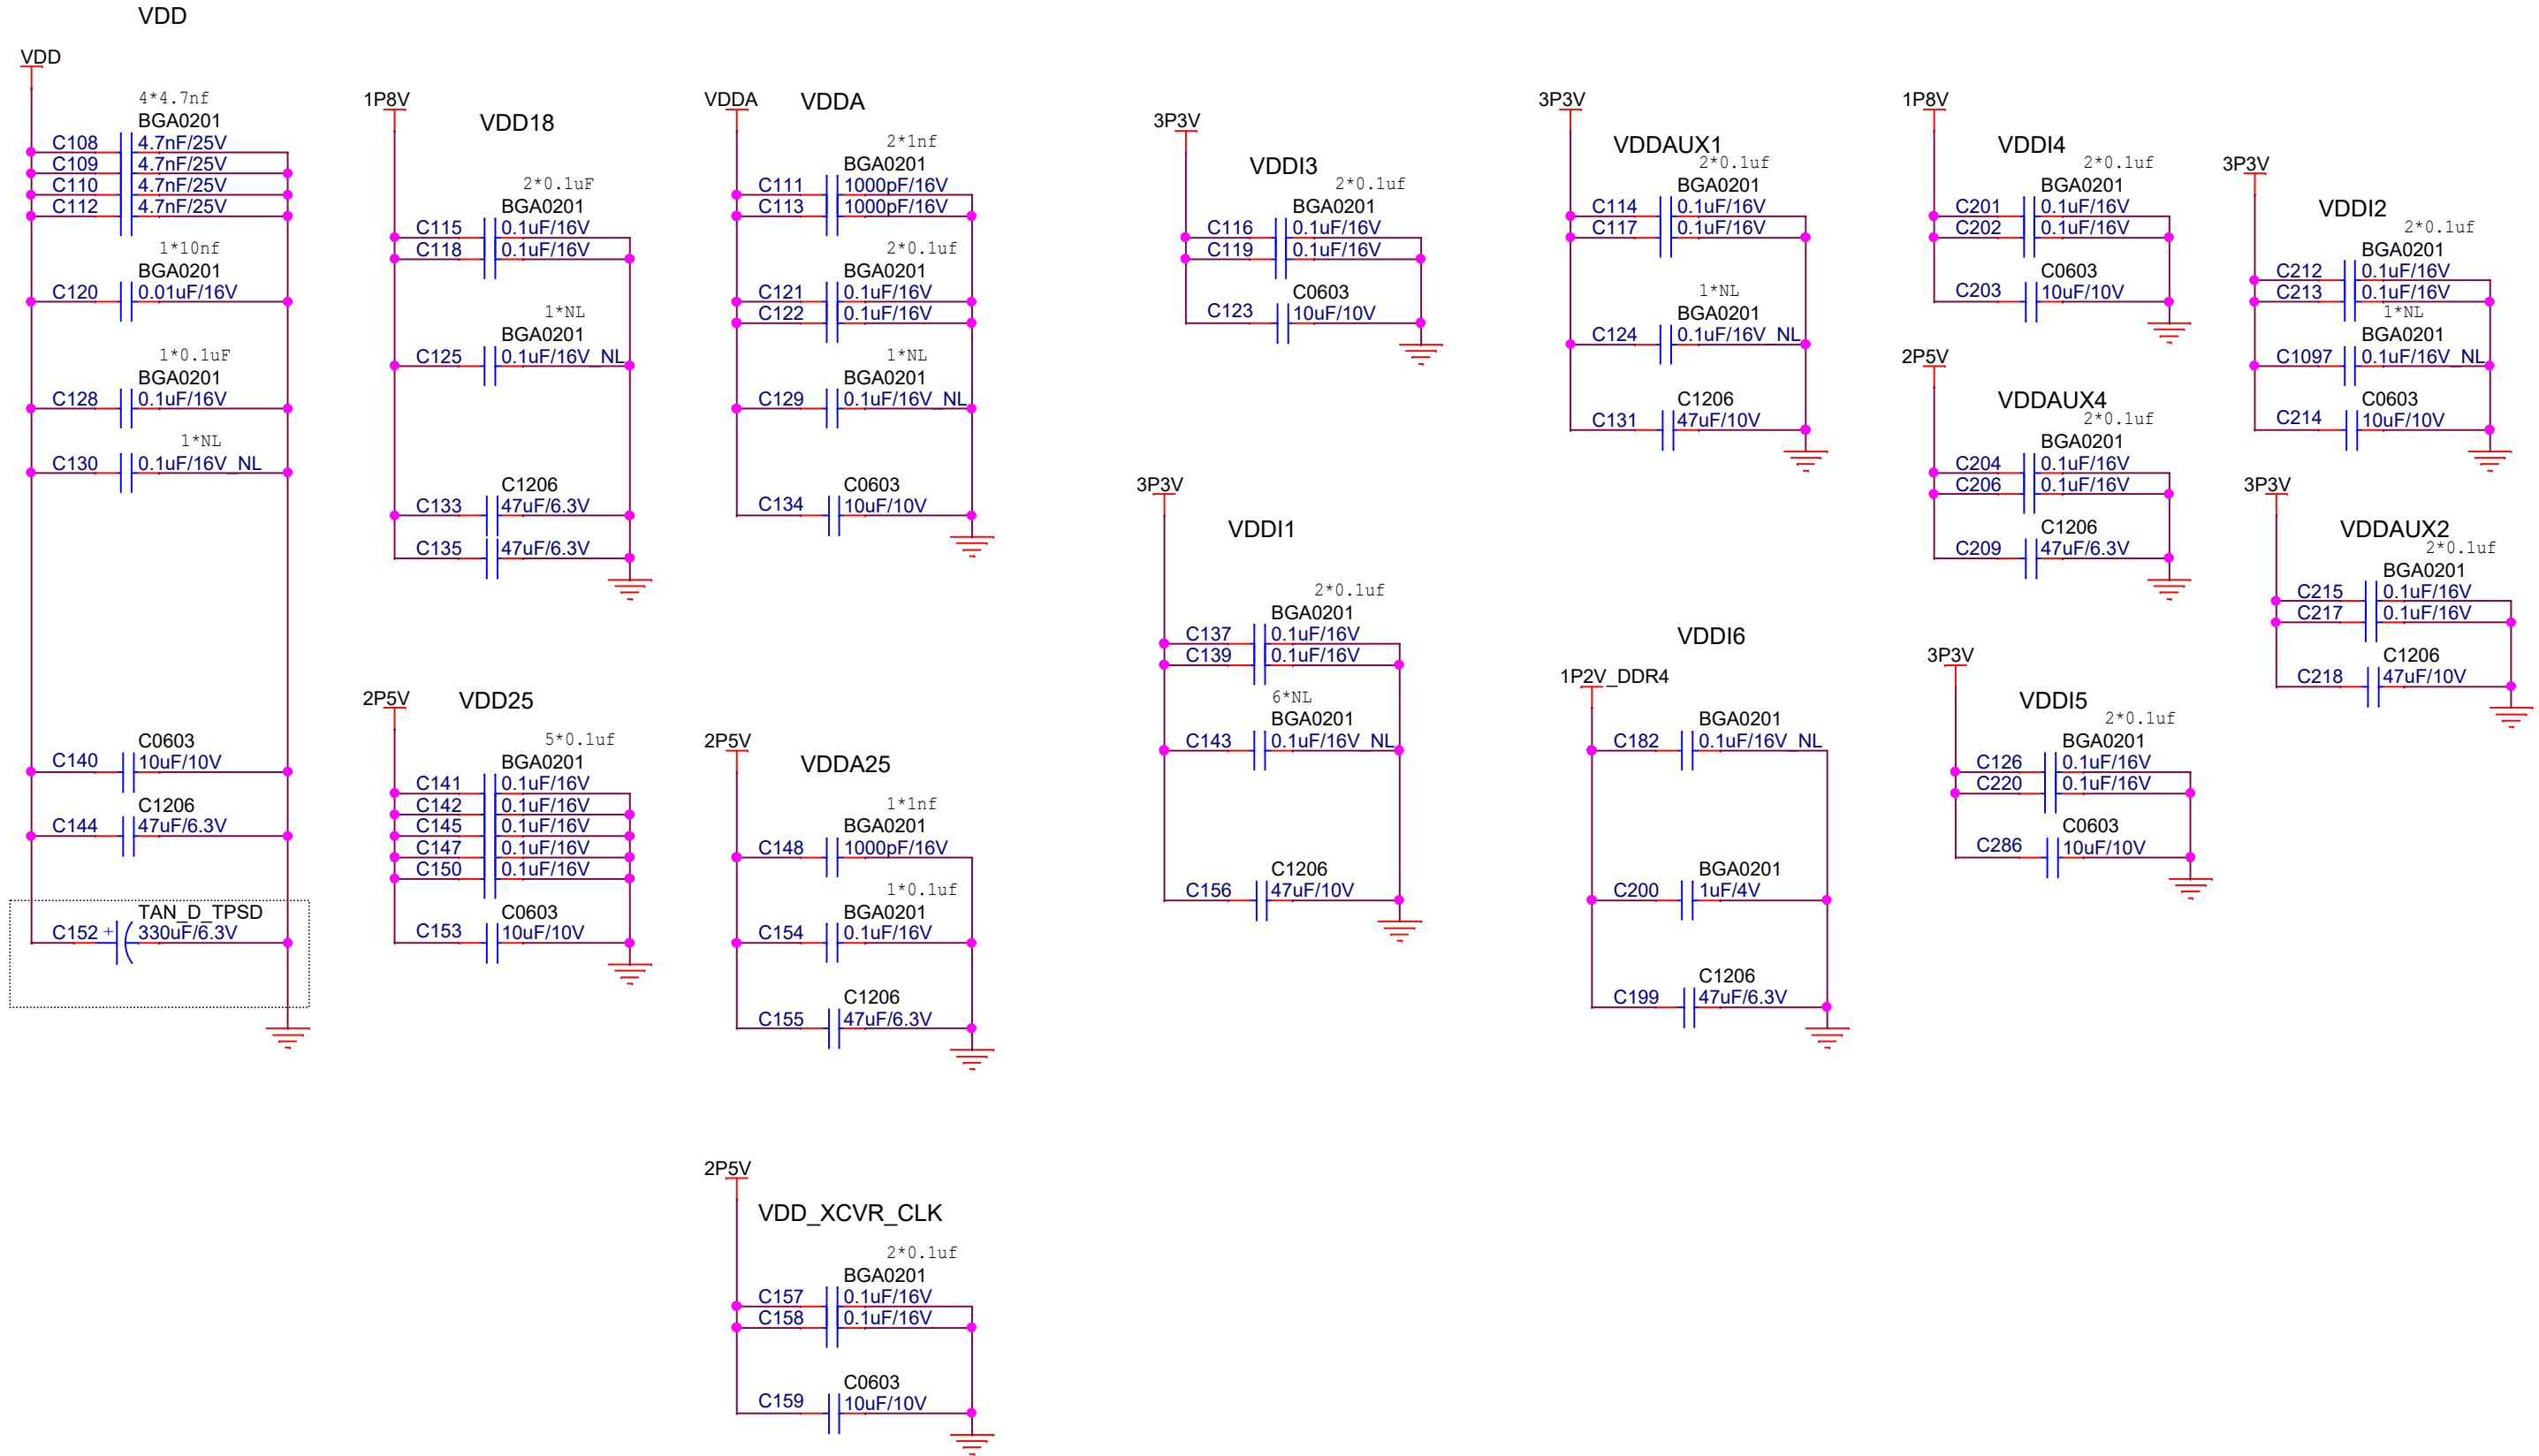 VDD
VDD
4*4.7nf
BGA0201
C108 4.7nF/25V
C109 4.7nF/25V
C110 4.7nF/25V
C112 4.7nF/25V
1*10nf
BGA0201
C120 0.01uF/16V
1*0.1uF
BGA0201
C128 0.1uF/16V
1*NL
C130 0.1uF/16V_NL
C0603
C140 10uF/10V
C1206
C144 47uF/6.3V
TAN_D_TPSD
C152 + 330uF/6.3V
1P8V
VDD18
2*0.1uF
BGA0201
C115 0.1uF/16V
C118 0.1uF/16V
1*NL
BGA0201
C125 0.1uF/16V_NL
C1206
C133 47uF/6.3V
C135 47uF/6.3V
2P5V
VDD25
5*0.1uf
BGA0201
C141 0.1uF/16V
C142 0.1uF/16V
C145 0.1uF/16V
C147 0.1uF/16V
C150 0.1uF/16V
C0603
C153 10uF/10V
VDDA
VDDA
2*1nf
BGA0201
C111 1000pF/16V
C113 1000pF/16V
2*0.1uf
BGA0201
C121 0.1uF/16V
C122 0.1uF/16V
1*NL
BGA0201
C129 0.1uF/16V_NL
C0603
C134 10uF/10V
2P5V
VDDA25
1*1nf
BGA0201
C148 1000pF/16V
1*0.1uf
BGA0201
C154 0.1uF/16V
C1206
C155 47uF/6.3V
2P5V
VDD_XCVR_CLK
2*0.1uf
BGA0201
C157 0.1uF/16V
C158 0.1uF/16V
C0603
C159 10uF/10V
3P3V
VDDI3
2*0.1uf
BGA0201
C116 0.1uF/16V
C119 0.1uF/16V
C0603
C123 10uF/10V
3P3V
VDDI1
2*0.1uf
BGA0201
C137 0.1uF/16V
C139 0.1uF/16V
6*NL
BGA0201
C143 0.1uF/16V_NL
C1206
C156 47uF/10V
3P3V
VDDAUX1
2*0.1uf
BGA0201
C114 0.1uF/16V
C117 0.1uF/16V
1*NL
BGA0201
C124 0.1uF/16V_NL
C1206
C131 47uF/10V
VDDI6
1P2V_DDR4
BGA0201
C182 0.1uF/16V_NL
BGA0201
C200 1uF/4V
C1206
C199 47uF/6.3V
1P8V
VDDI4
2*0.1uf
BGA0201
C201 0.1uF/16V
C202 0.1uF/16V
C0603
C203 10uF/10V
2P5V
VDDAUX4
2*0.1uf
BGA0201
C204 0.1uF/16V
C206 0.1uF/16V
C1206
C209 47uF/6.3V
3P3V
VDDI5
2*0.1uf
BGA0201
C126 0.1uF/16V
C220 0.1uF/16V
C0603
C286 10uF/10V
3P3V
VDDI2
2*0.1uf
BGA0201
C212 0.1uF/16V
C213 0.1uF/16V
1*NL
BGA0201
C1097 0.1uF/16V_NL
C0603
C214 10uF/10V
3P3V
VDDAUX2
2*0.1uf
BGA0201
C215 0.1uF/16V
C217 0.1uF/16V
C1206
C218 47uF/10V